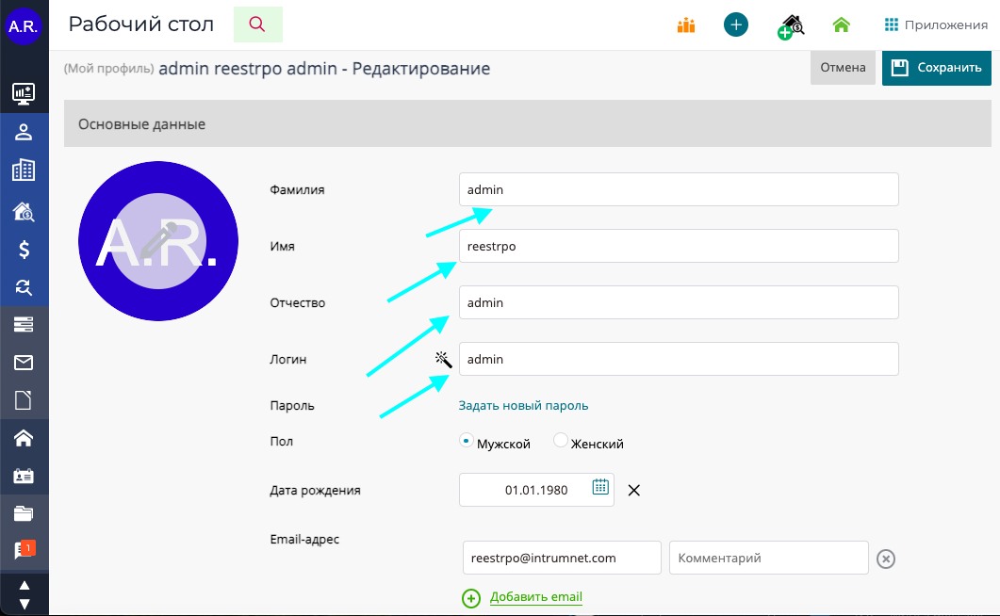 A.R.
Рабочий стол
Приложения
(Мой профиль) admin reestrpo admin - Редактирование
Отмена
Сохранить
Основные данные
A.R.
Фамилия
admin
Имя
reestrpo
Отчество
admin
Логин
admin
Пароль
Задать новый пароль
Пол
Мужской
Женский
Дата рождения
01.01.1980
Email-адрес
reestrpo@intrumnet.com
Комментарий
Добавить email
1